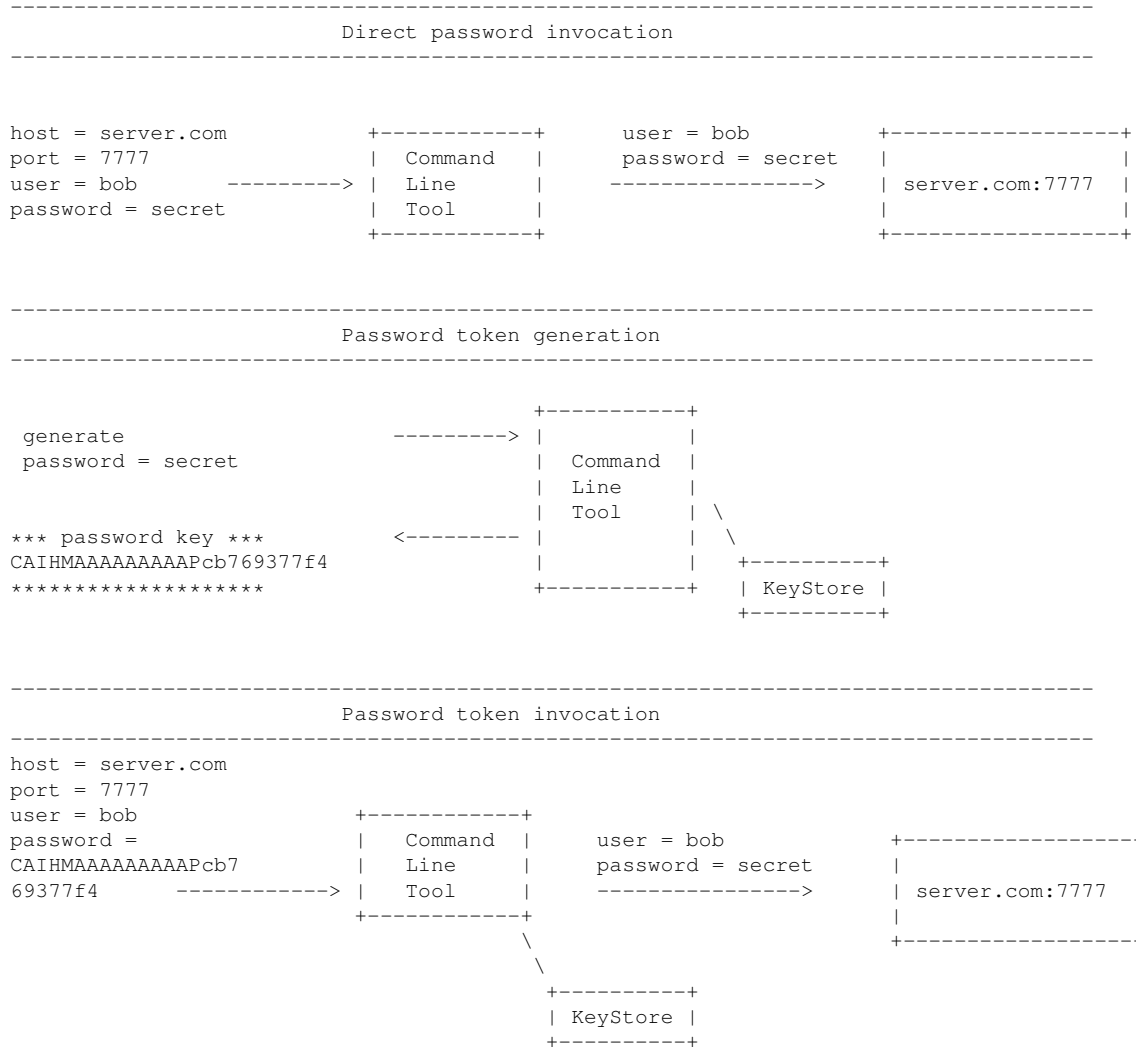 Direct password invocation
host = server.com
port = 7777
user = bob
password = secret
Command
Line
Tool
user = bob
password = secret
server.com:7777
Password token generation
generate
password = secret
*** password key ***
CAIHMAAAAAAAAAPcb769377f4
********************
Command
Line
Tool
KeyStore
Password token invocation
host = server.com
port = 7777
user = bob
password =
CAIHMAAAAAAAAAPcb7
69377f4
Command
Line
Tool
user = bob
password = secret
server.com:7777
KeyStore